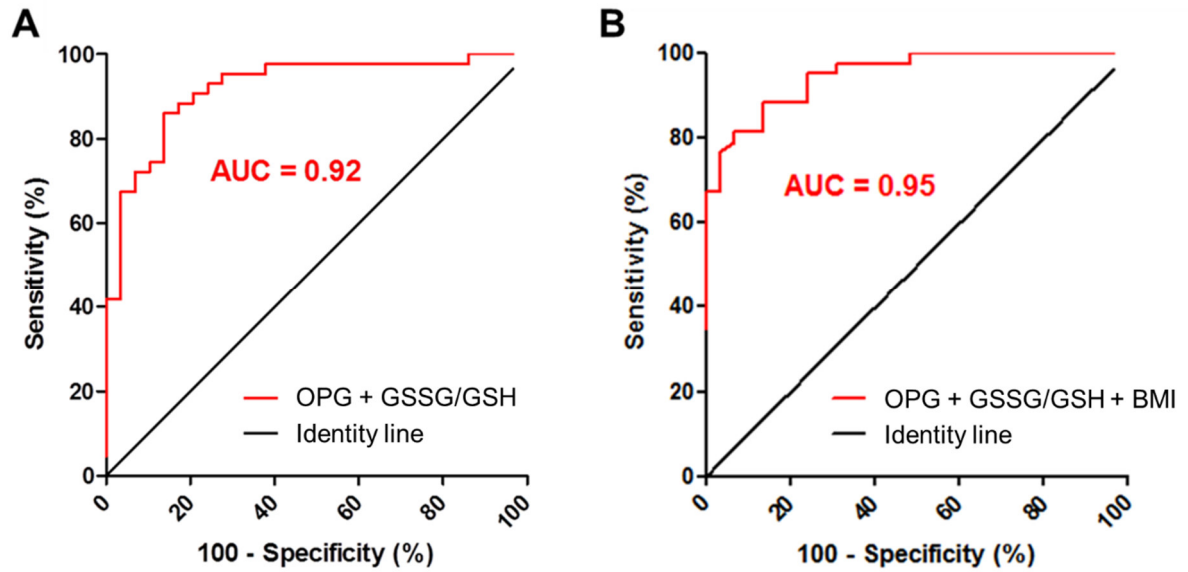 A
100
80
60
40
20
0
Sensitivity (%)
AUC = 0.92
OPG + GSSG/GSH
Identity line
0 20 40 60 80 100
100 - Specificity (%)
B
100
80
60
40
20
0
Sensitivity (%)
AUC = 0.95
OPG + GSSG/GSH + BMI
Identity line
0 20 40 60 80 100
100 - Specificity (%)